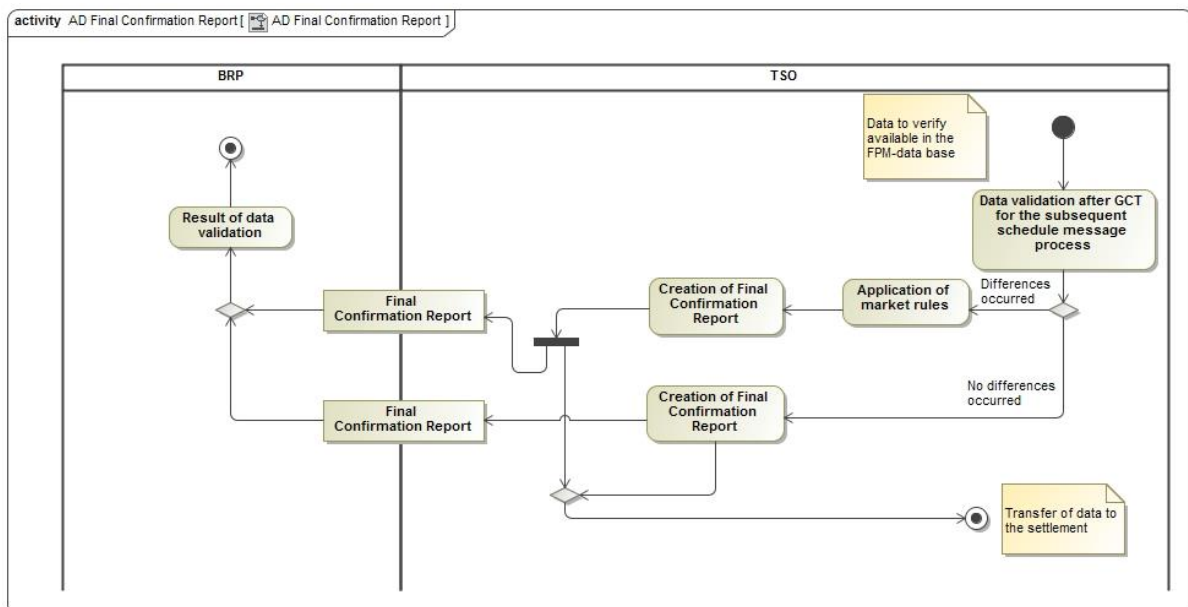 activity AD Final Confirmation Report [ AD Final Confirmation Report ]
BRP
TSO
Data to verify
available in the
FPM-data base
Data validation after GCT
for the subsequent
schedule message
process
Result of data
validation
Differences
occurred
Application of
market rules
Creation of Final
Confirmation
Report
Final
Confirmation Report
No differences
occurred
Creation of Final
Confirmation
Report
Final
Confirmation Report
Transfer of data to
the settlement